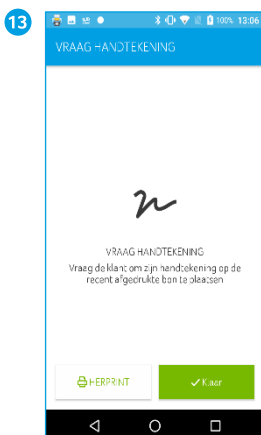 13
100% 13:06
VRAAG HANDTEKENING
VRAAG HANDTEKENING
Vraag de klant om zijn handtekening op de
recent afgedrukte bon te plaatsen
HERPRINT
Klaar